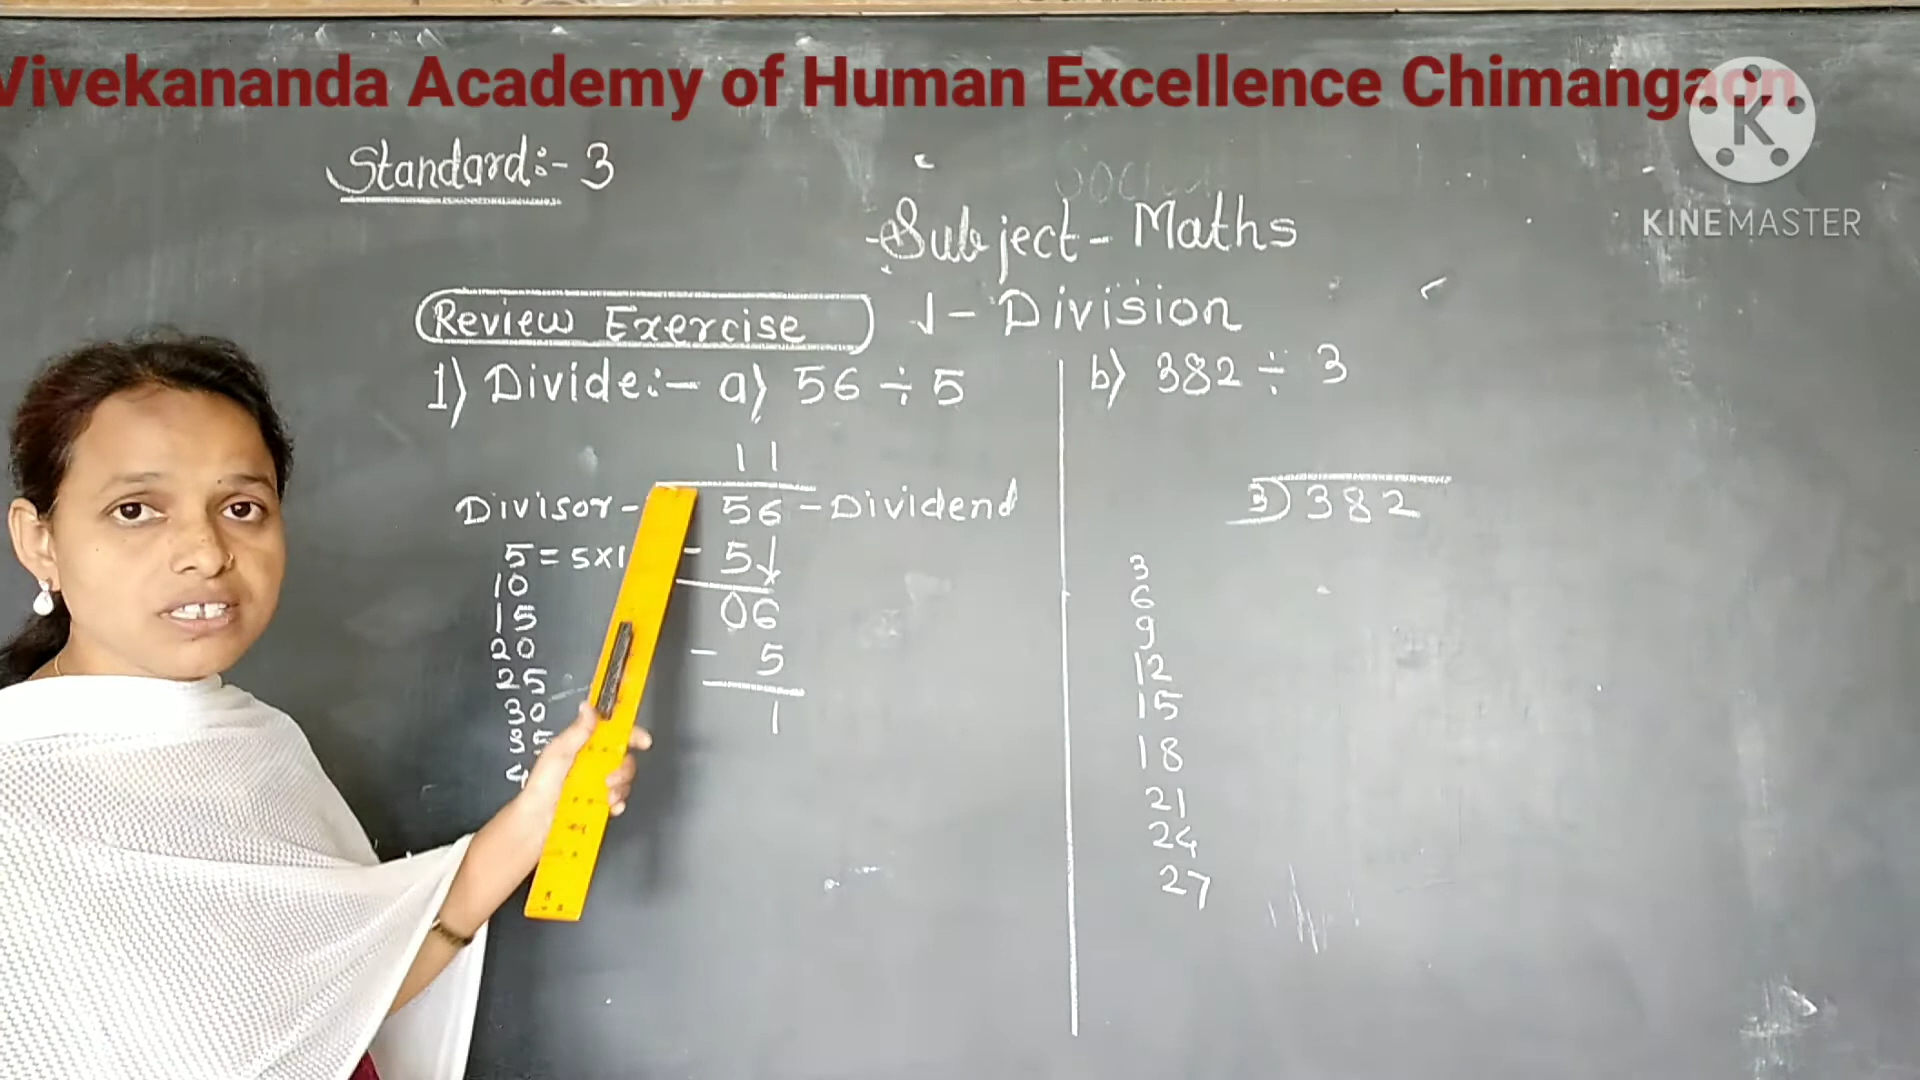 Vivekananda Academy of Human Excellence Chimangaon
K
KINEMASTER
Standard:- 3
Subject - Maths
Review Exercise
1 - Division
1) Divide:- a) 56 ÷ 5
11
Divisor - 56 - Dividend
5 = 5×1 - 5↓
10
06
15
- 5
20
25
1
30
35
4
b) 382 ÷ 3
3) 382
3
6
9
12
15
18
21
24
27